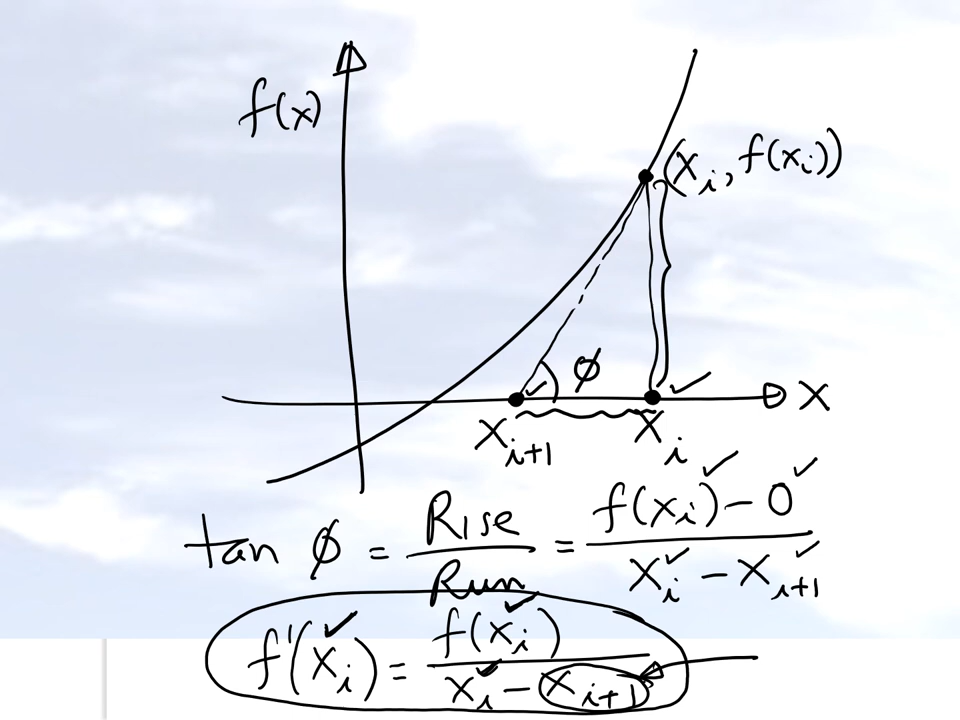 f(x)
(xᵢ, f(xᵢ))
φ
x
xᵢ₊₁ xᵢ
tan φ = Rise/Run = (f(xᵢ) − 0)/(xᵢ − xᵢ₊₁)
f'(xᵢ) = f(xᵢ)/(xᵢ − xᵢ₊₁)